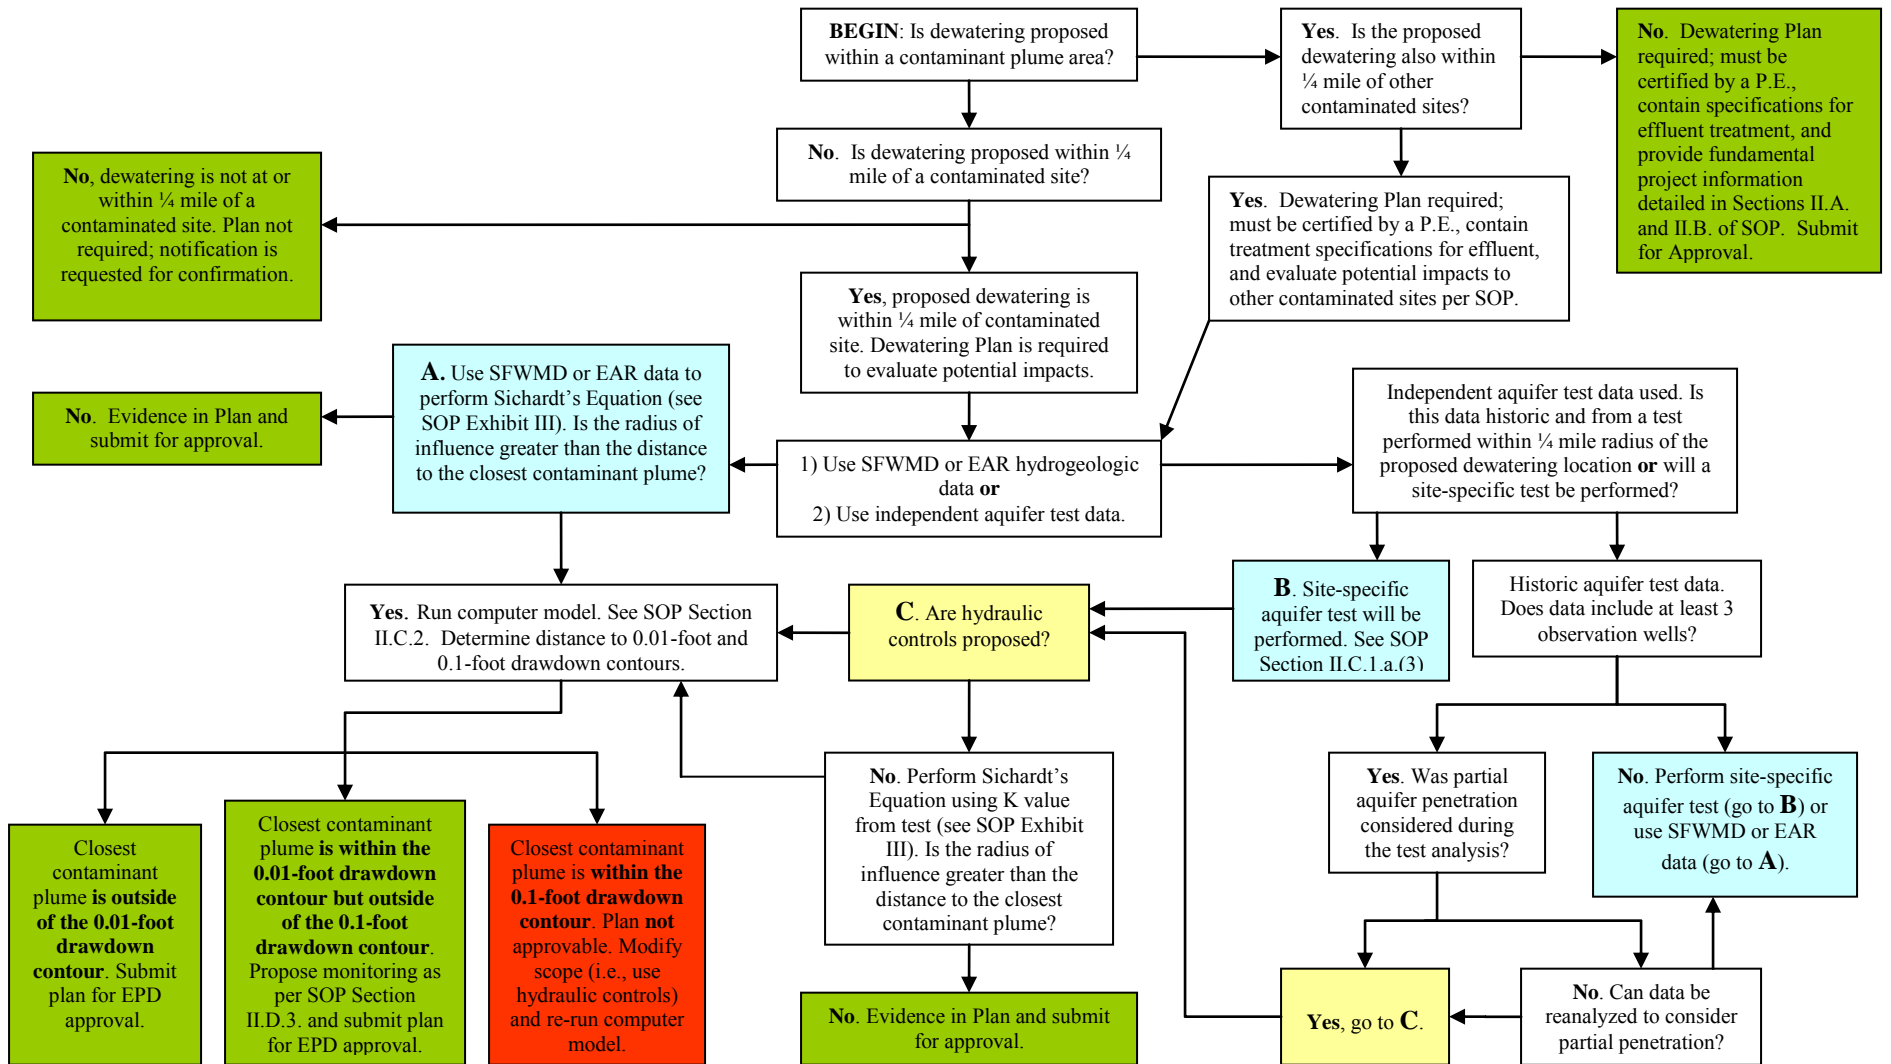 BEGIN: Is dewatering proposed
within a contaminant plume area?
Yes. Is the proposed
dewatering also within
¼ mile of other
contaminated sites?
No. Dewatering Plan
required; must be
certified by a P.E.,
contain specifications for
effluent treatment, and
provide fundamental
project information
detailed in Sections II.A.
and II.B. of SOP. Submit
for Approval.
No. Is dewatering proposed within ¼
mile of a contaminated site?
No, dewatering is not at or
within ¼ mile of a
contaminated site. Plan not
required; notification is
requested for confirmation.
Yes. Dewatering Plan required;
must be certified by a P.E., contain
treatment specifications for effluent,
and evaluate potential impacts to
other contaminated sites per SOP.
Yes, proposed dewatering is
within ¼ mile of contaminated
site. Dewatering Plan is required
to evaluate potential impacts.
A. Use SFWMD or EAR data to
perform Sichardt’s Equation (see
SOP Exhibit III). Is the radius of
influence greater than the distance
to the closest contaminant plume?
No. Evidence in Plan and
submit for approval.
1) Use SFWMD or EAR hydrogeologic
data or
2) Use independent aquifer test data.
Independent aquifer test data used. Is
this data historic and from a test
performed within ¼ mile radius of the
proposed dewatering location or will a
site-specific test be performed?
Yes. Run computer model. See SOP Section
II.C.2. Determine distance to 0.01-foot and
0.1-foot drawdown contours.
C. Are hydraulic
controls proposed?
B. Site-specific
aquifer test will be
performed. See SOP
Section II.C.1.a.(3)
Historic aquifer test data.
Does data include at least 3
observation wells?
No. Perform Sichardt’s
Equation using K value
from test (see SOP Exhibit
III). Is the radius of
influence greater than the
distance to the closest
contaminant plume?
Yes. Was partial
aquifer penetration
considered during
the test analysis?
No. Perform site-specific
aquifer test (go to B) or
use SFWMD or EAR
data (go to A).
Closest
contaminant
plume is outside
of the 0.01-foot
drawdown
contour. Submit
plan for EPD
approval.
Closest contaminant
plume is within the
0.01-foot drawdown
contour but outside
of the 0.1-foot
drawdown contour.
Propose monitoring as
per SOP Section
II.D.3. and submit plan
for EPD approval.
Closest contaminant
plume is within the
0.1-foot drawdown
contour. Plan not
approvable. Modify
scope (i.e., use
hydraulic controls)
and re-run computer
model.
No. Evidence in Plan and submit
for approval.
Yes, go to C.
No. Can data be
reanalyzed to consider
partial penetration?